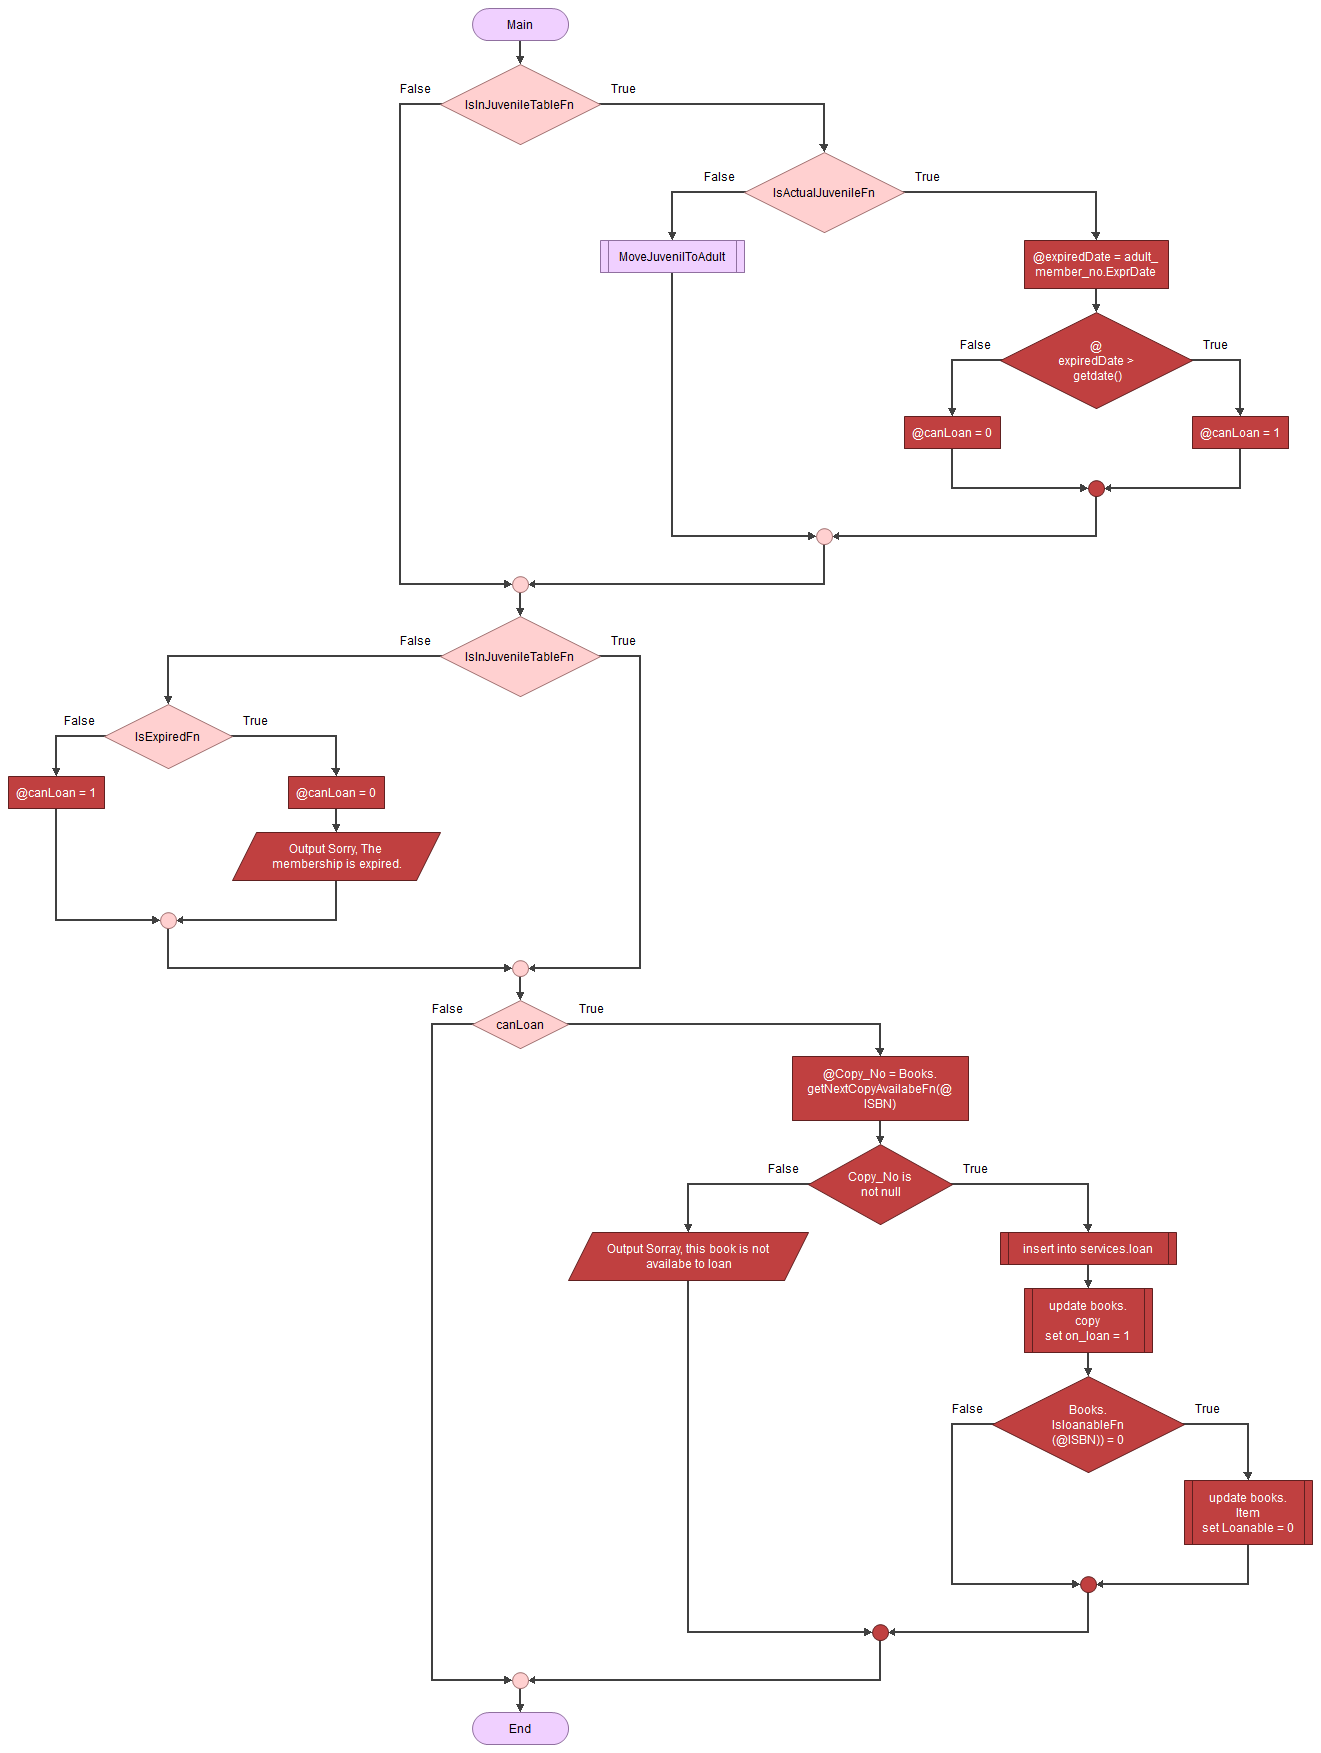 Main
False
True
IsInJuvenileTableFn
False
True
IsActualJuvenileFn
MoveJuvenilToAdult
@expiredDate = adult_
member_no.ExprDate
False
True
@
expiredDate >
getdate()
@canLoan = 0
@canLoan = 1
False
True
IsInJuvenileTableFn
False
True
IsExpiredFn
@canLoan = 1
@canLoan = 0
Output Sorry, The
membership is expired.
False
True
canLoan
@Copy_No = Books.
getNextCopyAvailabeFn(@
ISBN)
False
True
Copy_No is
not null
Output Sorray, this book is not
availabe to loan
insert into services.loan
update books.
copy
set on_loan = 1
False
True
Books.
IsloanableFn
(@ISBN)) = 0
update books.
Item
set Loanable = 0
End